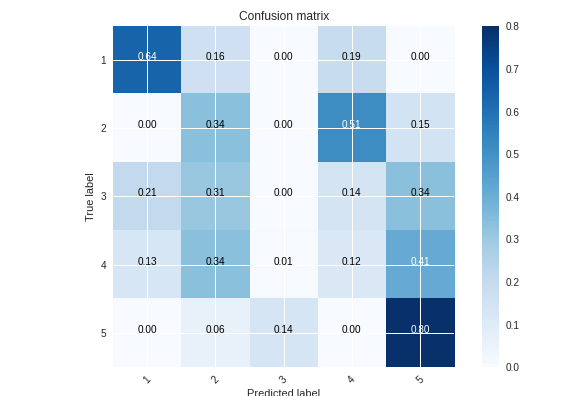 Confusion matrix
0.8
1 0.64 0.16 0.00 0.19 0.00
0.7
2 0.00 0.34 0.00 0.51 0.15
0.6
0.5
True label
3 0.21 0.31 0.00 0.14 0.34
0.4
0.3
4 0.13 0.34 0.01 0.12 0.41
0.2
5 0.00 0.06 0.14 0.00 0.80
0.1
0.0
1 2 3 4 5
Predicted label